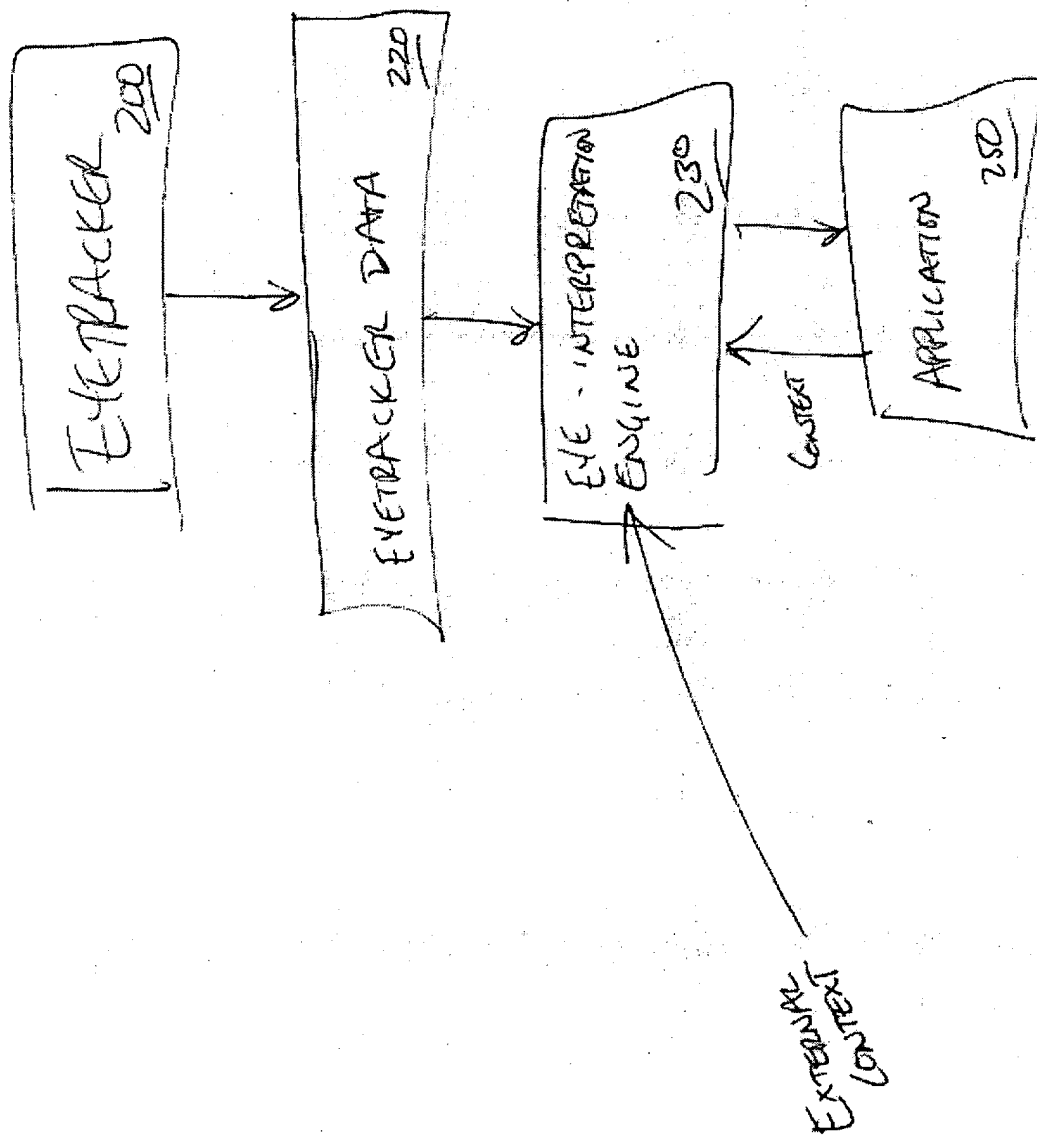 EYETRACKER
200
EYETRACKER DATA
220
EYE - INTERPRETATION
ENGINE
230
CONTEXT
APPLICATION
250
EXTERNAL
CONTEXT